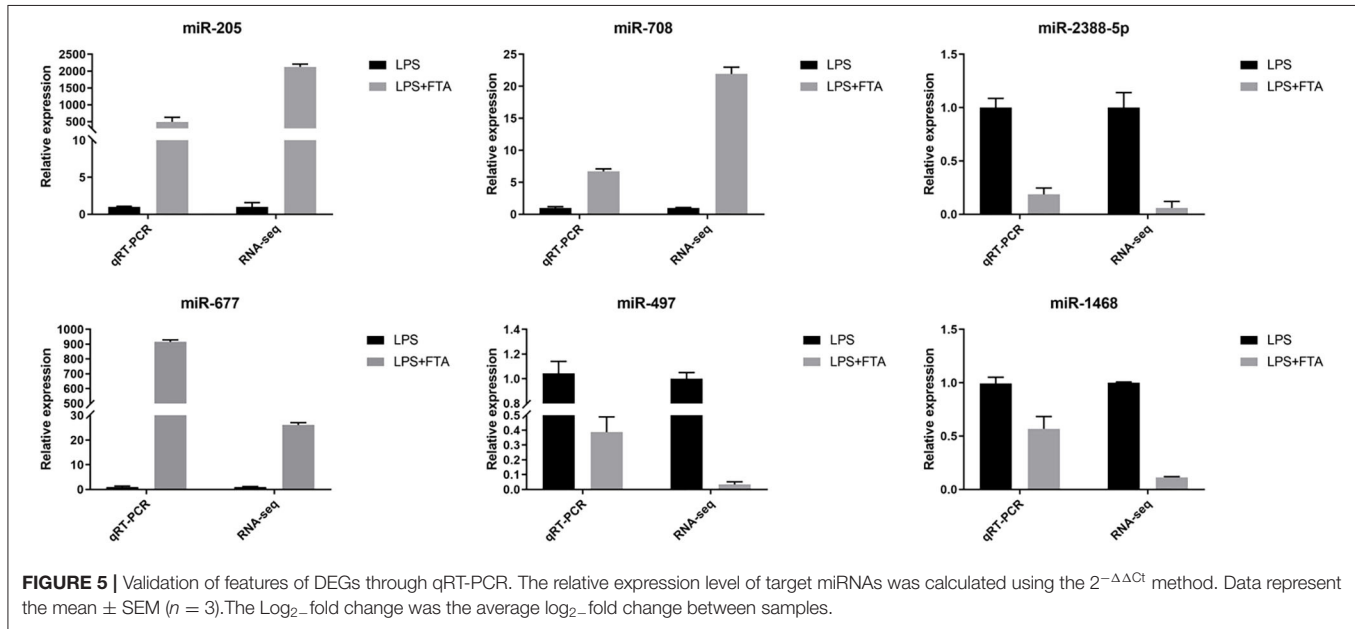 miR-205
Relative expression
2500
2000
1500
1000
500
10
5
0
qRT-PCR
RNA-seq
LPS
LPS+FTA
miR-708
Relative expression
25
20
15
10
5
0
qRT-PCR
RNA-seq
LPS
LPS+FTA
miR-2388-5p
Relative expression
1.5
1.0
0.5
0.0
qRT-PCR
RNA-seq
LPS
LPS+FTA
miR-677
Relative expression
1000
900
800
700
600
500
30
20
10
0
qRT-PCR
RNA-seq
LPS
LPS+FTA
miR-497
Relative expression
1.4
1.2
1.0
0.8
0.5
0.4
0.3
0.2
0.1
0.0
qRT-PCR
RNA-seq
LPS
LPS+FTA
miR-1468
Relative expression
1.5
1.0
0.5
0.0
qRT-PCR
RNA-seq
LPS
LPS+FTA
FIGURE 5 | Validation of features of DEGs through qRT-PCR. The relative expression level of target miRNAs was calculated using the 2^−ΔΔCt method. Data represent
the mean ± SEM (n = 3).The Log₂_fold change was the average log₂_fold change between samples.